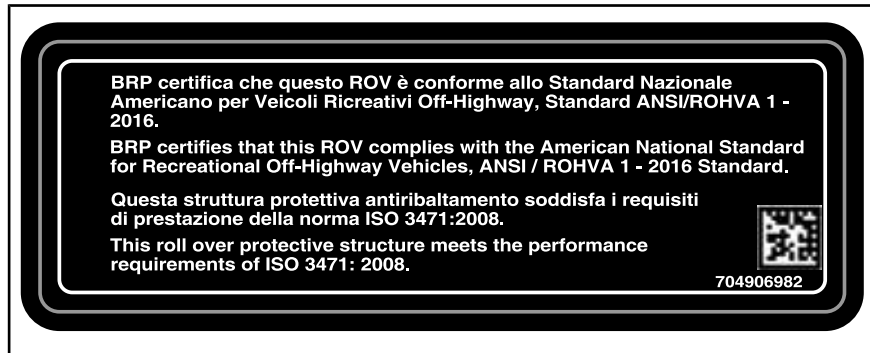 BRP certifica che questo ROV è conforme allo Standard Nazionale
Americano per Veicoli Ricreativi Off-Highway, Standard ANSI/ROHVA 1 -
2016.
BRP certifies that this ROV complies with the American National Standard
for Recreational Off-Highway Vehicles, ANSI / ROHVA 1 - 2016 Standard.
Questa struttura protettiva antiribaltamento soddisfa i requisiti
di prestazione della norma ISO 3471:2008.
This roll over protective structure meets the performance
requirements of ISO 3471: 2008.
704906982